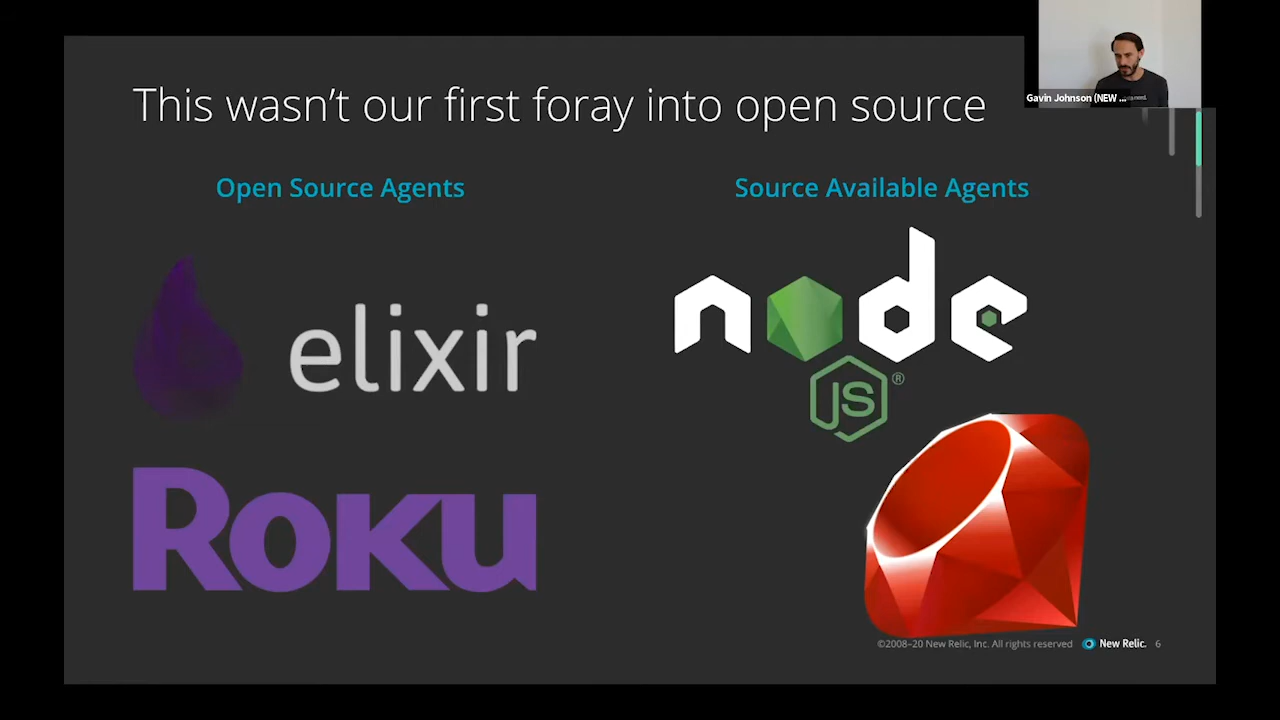 This wasn't our first foray into open source
Gavin Johnson (NEW ...
Open Source Agents
Source Available Agents
elixir
node
JS®
ROKU
©2008–20 New Relic, Inc. All rights reserved New Relic. 6